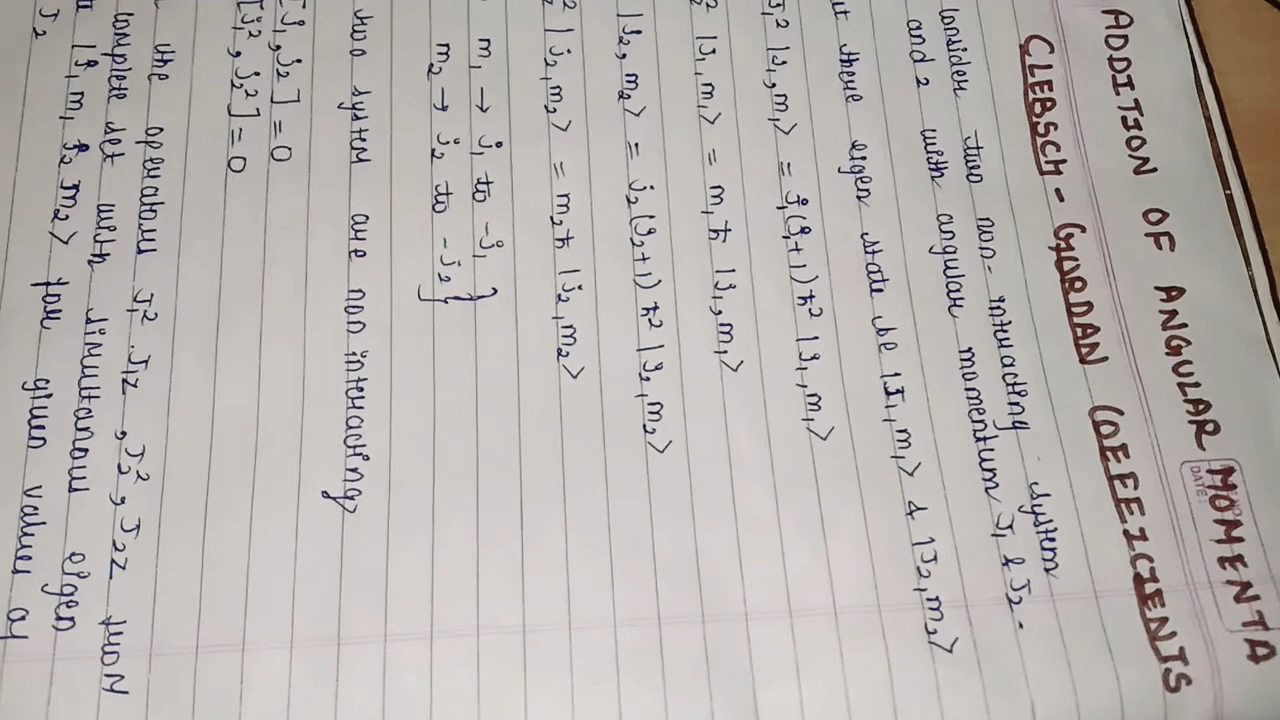 ADDITION OF ANGULAR MOMENTA
DATE:
CLEBSCH - GORDAN COEFFICIENTS
Consider two non-interacting system
and 2 with angular momentum J₁ & J₂.
there eigen state be |J₁, m₁> & |J₂, m₂>
J₁² |J₁, m₁> = J₁(J₁+1) ħ² |J₁, m₁>
|J₁, m₁> = m₁ ħ |J₁, m₁>
|J₂, m₂> = J₂(J₂+1) ħ² |J₂, m₂>
|J₂, m₂> = m₂ ħ |J₂, m₂>
m₁ → J₁ to -J₁
m₂ → J₂ to -J₂ }
two system are non interacting,
[J₁, J₂] = 0
[J₁², J₂²] = 0
the operators J₁², J₁z, J₂², J₂z from
complete set with simultanous eigen
|J₁ m₁ J₂ m₂> for given values of
J₂